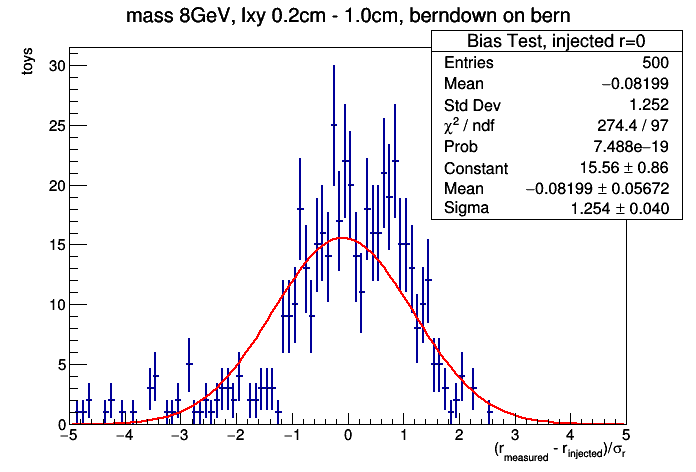 mass 8GeV, lxy 0.2cm - 1.0cm, berndown on bern
toys
Bias Test, injected r=0
Entries 500
Mean −0.08199
Std Dev 1.252
χ² / ndf 274.4 / 97
Prob 7.488e−19
Constant 15.56 ± 0.86
Mean −0.08199 ± 0.05672
Sigma 1.254 ± 0.040
30
25
20
15
10
5
0
−5 −4 −3 −2 −1 0 1 2 3 4 5
(r_measured - r_injected)/σ_r